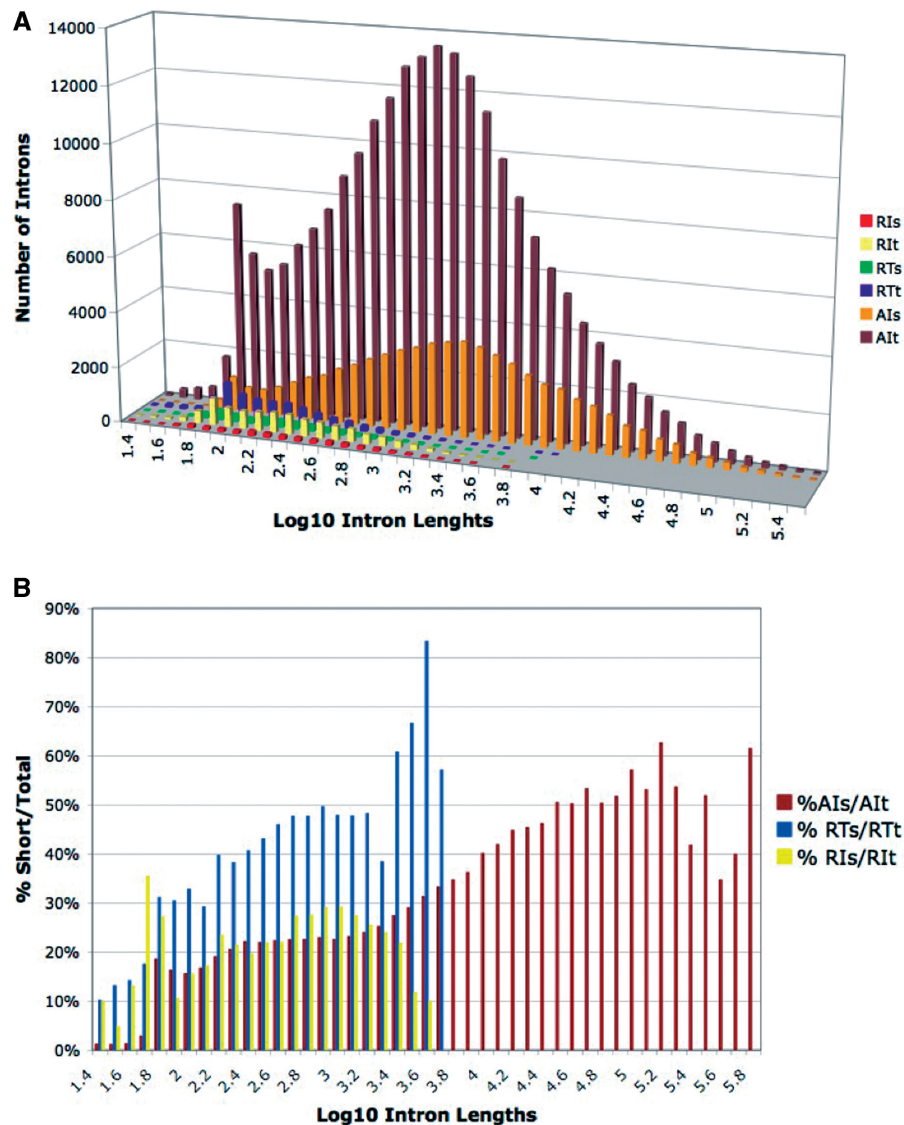 A
14000
12000
10000
8000
6000
4000
2000
0
Number of Introns
1.4 1.6 1.8 2 2.2 2.4 2.6 2.8 3 3.2 3.4 3.6 3.8 4 4.2 4.4 4.6 4.8 5 5.2 5.4
Log10 Intron Lenghts
RIs
RIt
RTs
RTt
AIs
AIt
B
90%
80%
70%
60%
50%
40%
30%
20%
10%
0%
% Short/Total
1.4 1.6 1.8 2 2.2 2.4 2.6 2.8 3 3.2 3.4 3.6 3.8 4 4.2 4.4 4.6 4.8 5 5.2 5.4 5.6 5.8
Log10 Intron Lengths
%AIs/AIt
% RTs/RTt
% RIs/RIt